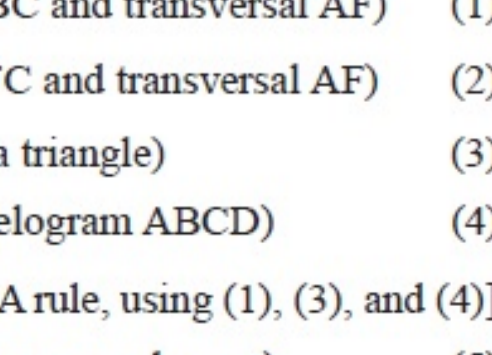 BC and transversal AF) (1)
C and transversal AF) (2)
a triangle) (3)
elogram ABCD) (4)
A rule, using (1), (3), and (4)]